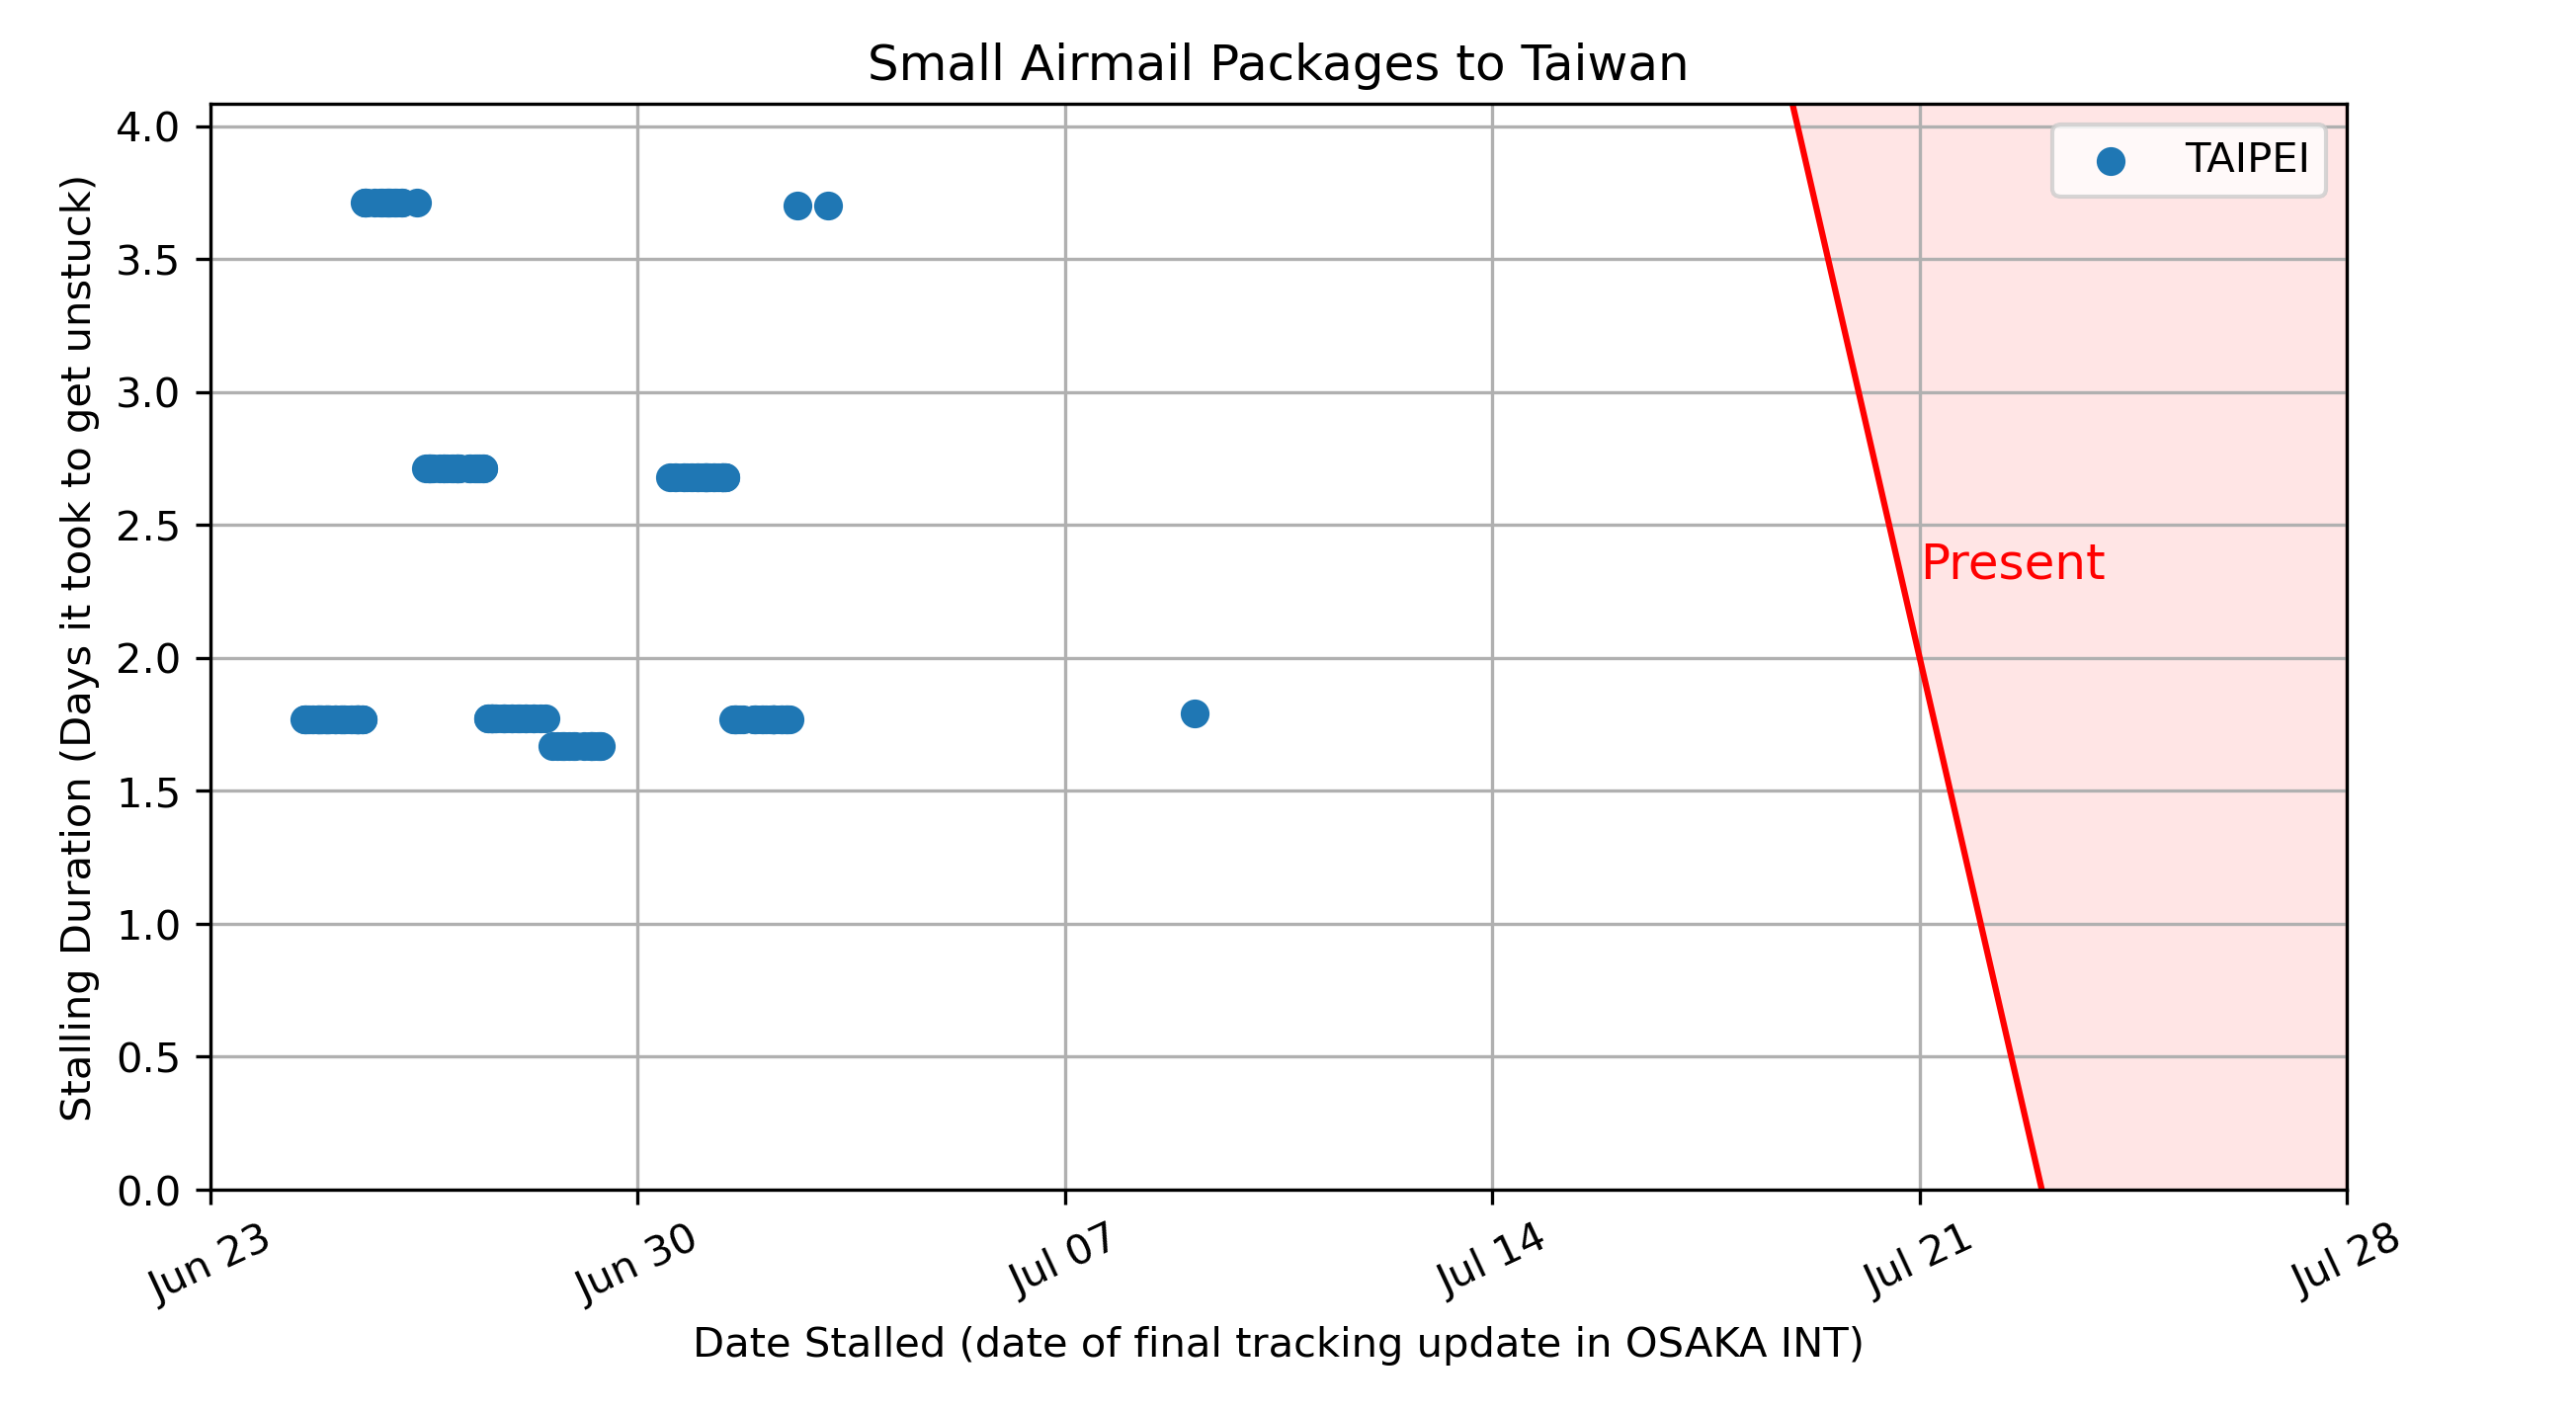 Small Airmail Packages to Taiwan
Stalling Duration (Days it took to get unstuck)
4.0
3.5
3.0
2.5
2.0
1.5
1.0
0.5
0.0
TAIPEI
Present
Jun 23
Jun 30
Jul 07
Jul 14
Jul 21
Jul 28
Date Stalled (date of final tracking update in OSAKA INT)